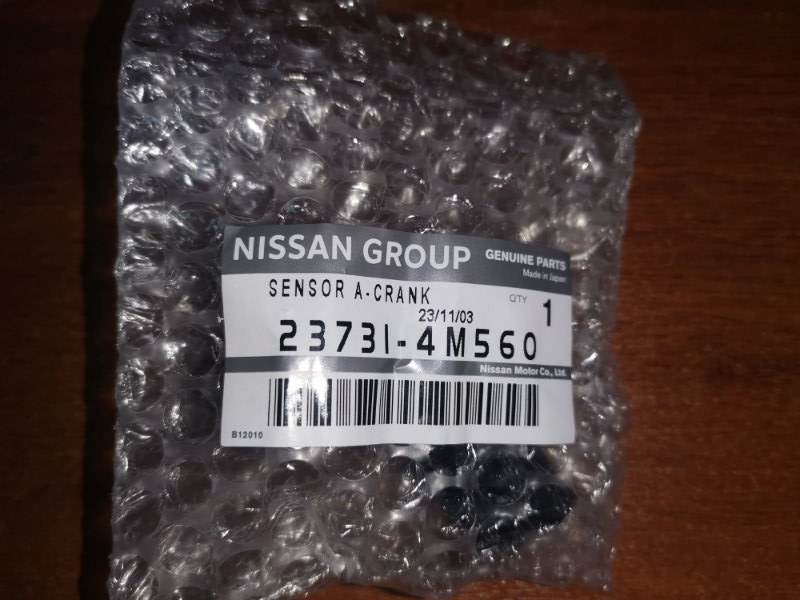 NISSAN GROUP GENUINE PARTS
Made in Japan
SENSOR A-CRANK QTY 1
23/11/03
23731-4M560
Nissan Motor Co., Ltd.
B12010